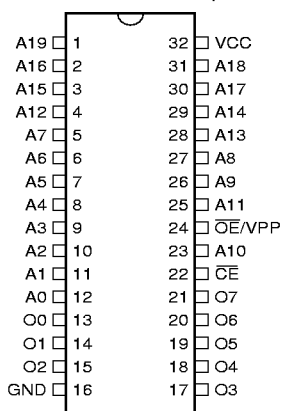 A19 1 32 VCC
A16 2 31 A18
A15 3 30 A17
A12 4 29 A14
A7 5 28 A13
A6 6 27 A8
A5 7 26 A9
A4 8 25 A11
A3 9 24 O̅E̅/VPP
A2 10 23 A10
A1 11 22 C̅E̅
A0 12 21 O7
O0 13 20 O6
O1 14 19 O5
O2 15 18 O4
GND 16 17 O3